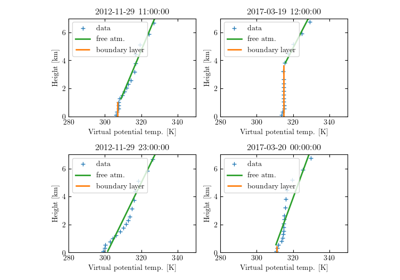 2012-11-29 11:00:00
2017-03-19 12:00:00
data
free atm.
boundary layer
data
free atm.
boundary layer
Height [km]
Height [km]
6
4
2
0
6
4
2
0
280
300
320
340
280
300
320
340
Virtual potential temp. [K]
Virtual potential temp. [K]
2012-11-29 23:00:00
2017-03-20 00:00:00
data
free atm.
boundary layer
data
free atm.
boundary layer
Height [km]
Height [km]
6
4
2
0
6
4
2
0
280
300
320
340
280
300
320
340
Virtual potential temp. [K]
Virtual potential temp. [K]